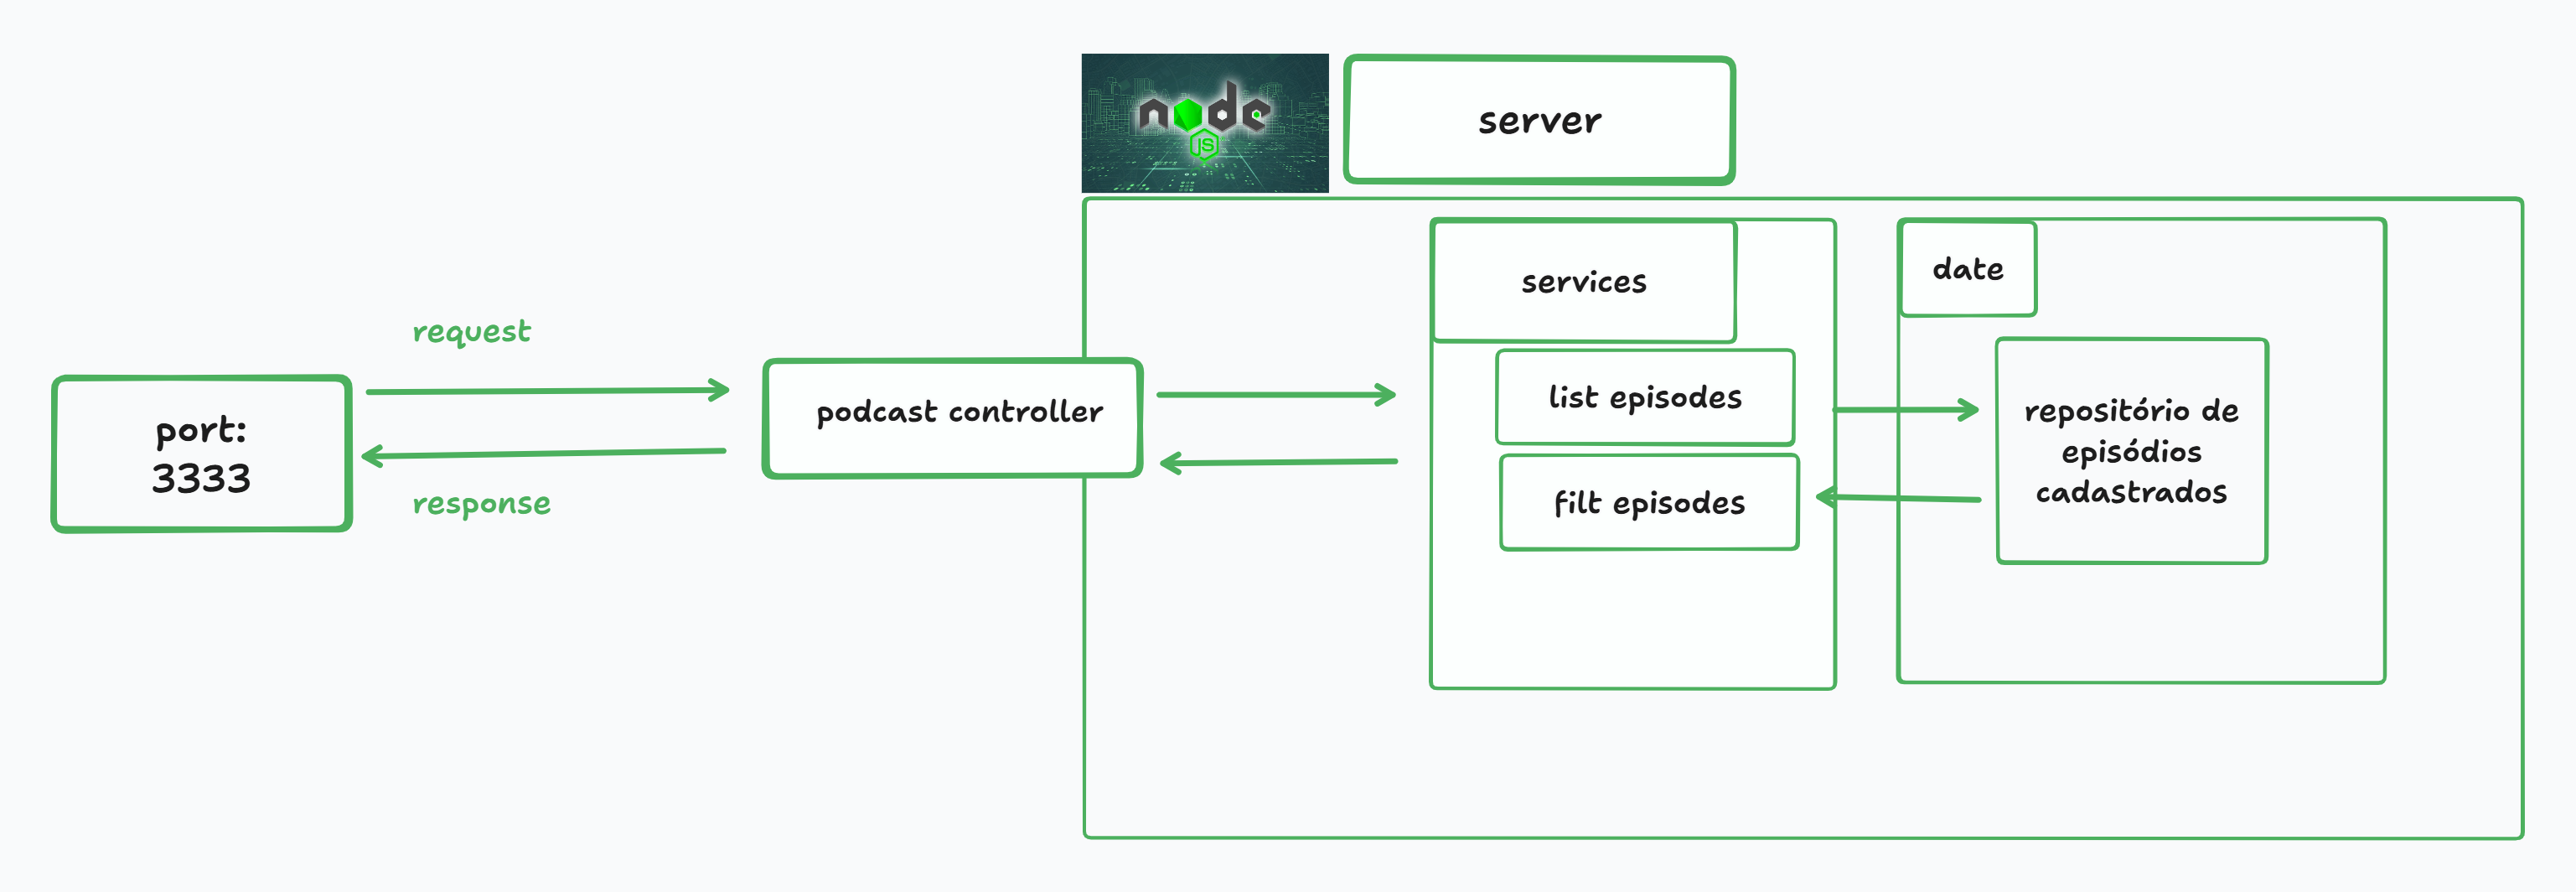 node
JS
server
services
date
request
port:
3333
podcast controller
list episodes
repositório de
episódios
cadastrados
response
filt episodes